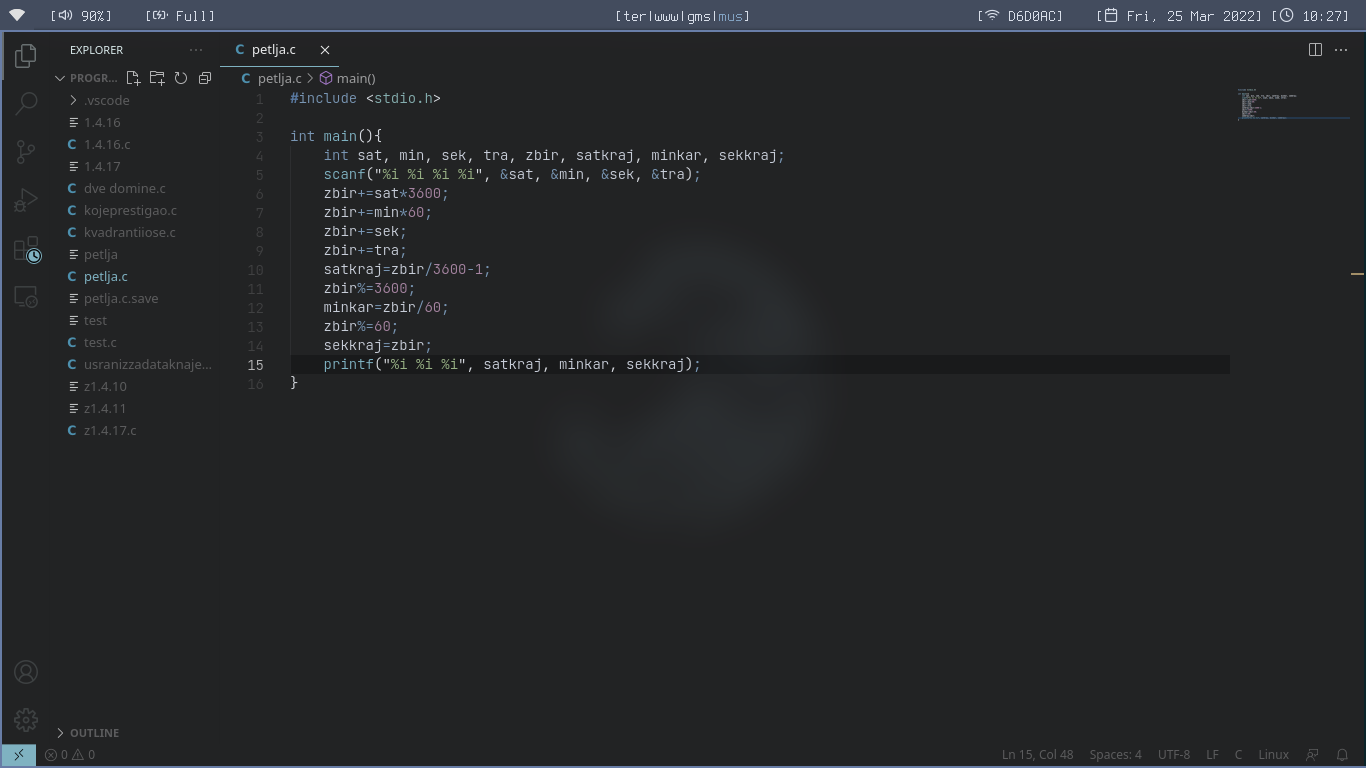 [ 90%] [ Full] [ter|www|gms|mus] [ D6D0AC] [ Fri, 25 Mar 2022] [ 10:27]
EXPLORER ···
PROGR...
.vscode
1.4.16
1.4.16.c
1.4.17
dve domine.c
kojeprestigao.c
kvadrantiiose.c
petlja
petlja.c
petlja.c.save
test
test.c
usranizzadataknaje...
z1.4.10
z1.4.11
z1.4.17.c
OUTLINE
petlja.c
petlja.c > main()
1 #include <stdio.h>
2
3 int main(){
4 int sat, min, sek, tra, zbir, satkraj, minkar, sekkraj;
5 scanf("%i %i %i %i", &sat, &min, &sek, &tra);
6 zbir+=sat*3600;
7 zbir+=min*60;
8 zbir+=sek;
9 zbir+=tra;
10 satkraj=zbir/3600-1;
11 zbir%=3600;
12 minkar=zbir/60;
13 zbir%=60;
14 sekkraj=zbir;
15 printf("%i %i %i", satkraj, minkar, sekkraj);
16 }
0 0 Ln 15, Col 48 Spaces: 4 UTF-8 LF C Linux